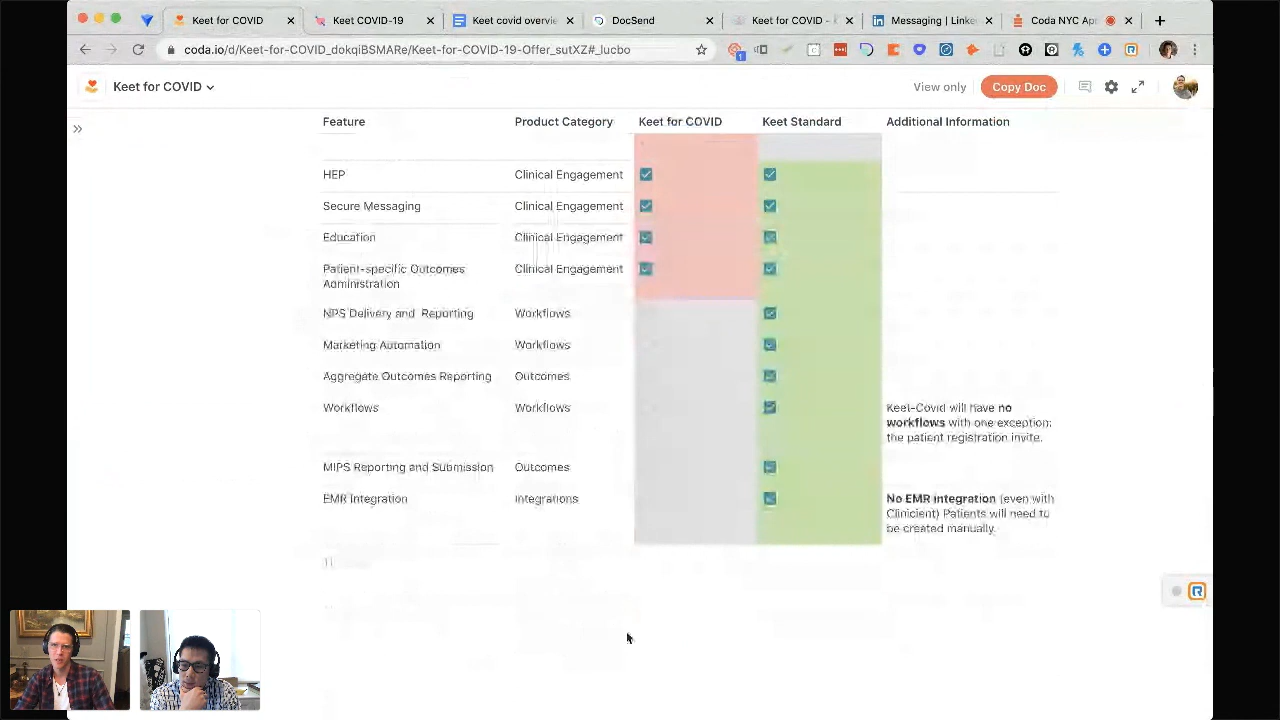 Keet for COVID
Keet COVID-19
Keet covid overvie
DocSend
Keet for COVID -
Messaging | Linke
Coda NYC Apr
coda.io/d/Keet-for-COVID_dokqiBSMARe/Keet-for-COVID-19-Offer_sutXZ#_lucbo
1
Keet for COVID
View only
Copy Doc
Feature Product Category Keet for COVID Keet Standard Additional Information
HEP Clinical Engagement
Secure Messaging Clinical Engagement
Education Clinical Engagement
Patient-specific Outcomes Clinical Engagement
Administration
NPS Delivery and Reporting Workflows
Marketing Automation Workflows
Aggregate Outcomes Reporting Outcomes
Workflows Workflows Keet-Covid will have no
workflows with one exception:
the patient registration invite.
MIPS Reporting and Submission Outcomes
EMR Integration Integrations No EMR integration (even with
Clinicient) Patients will need to
be created manually.